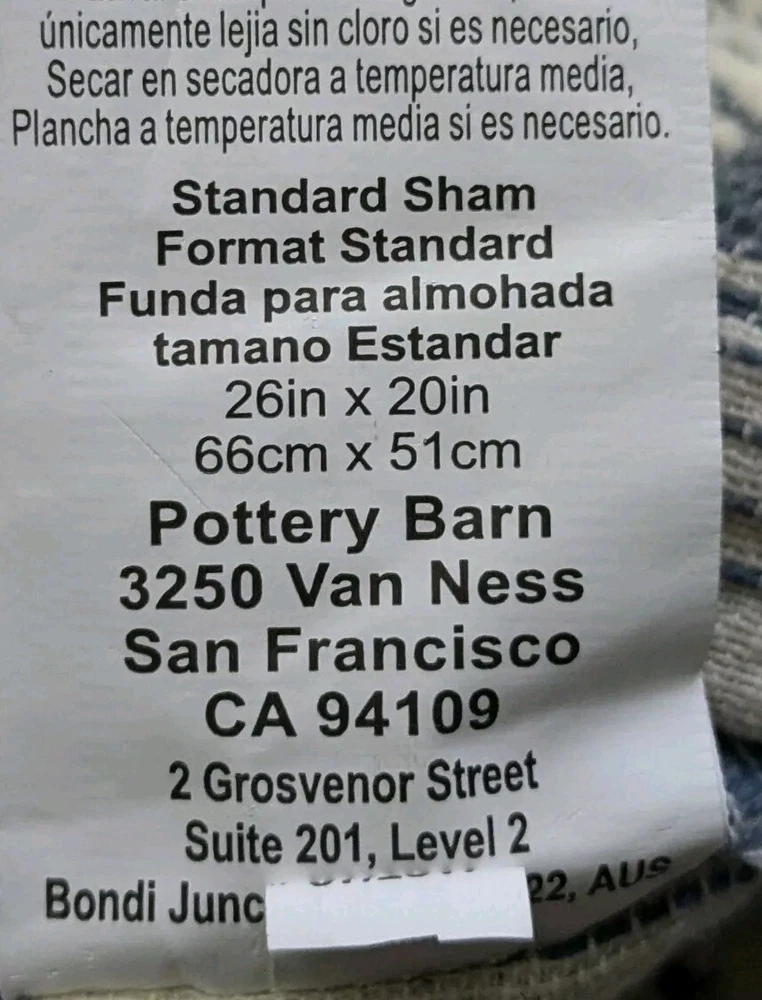 únicamente lejia sin cloro si es necesario,
Secar en secadora a temperatura media,
Plancha a temperatura media si es necesario.
Standard Sham
Format Standard
Funda para almohada
tamano Estandar
26in x 20in
66cm x 51cm
Pottery Barn
3250 Van Ness
San Francisco
CA 94109
2 Grosvenor Street
Suite 201, Level 2
Bondi Junc 22, AUS